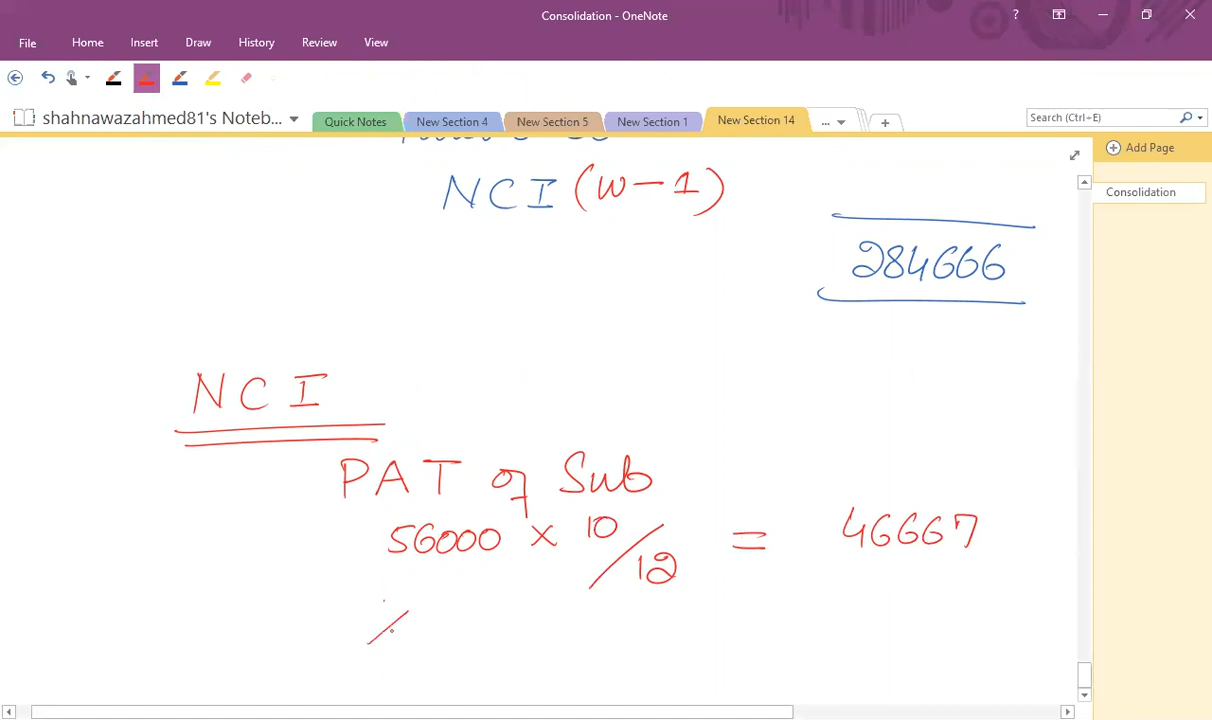 Consolidation - OneNote
?
File Home Insert Draw History Review View
shahnawazahmed81's Noteb...
Quick Notes New Section 4 New Section 5 New Section 1 New Section 14 ... +
Search (Ctrl+E)
Add Page
Consolidation
NCI (W-1)
284666
NCI
PAT of Sub
56000 × 10/12 = 46667